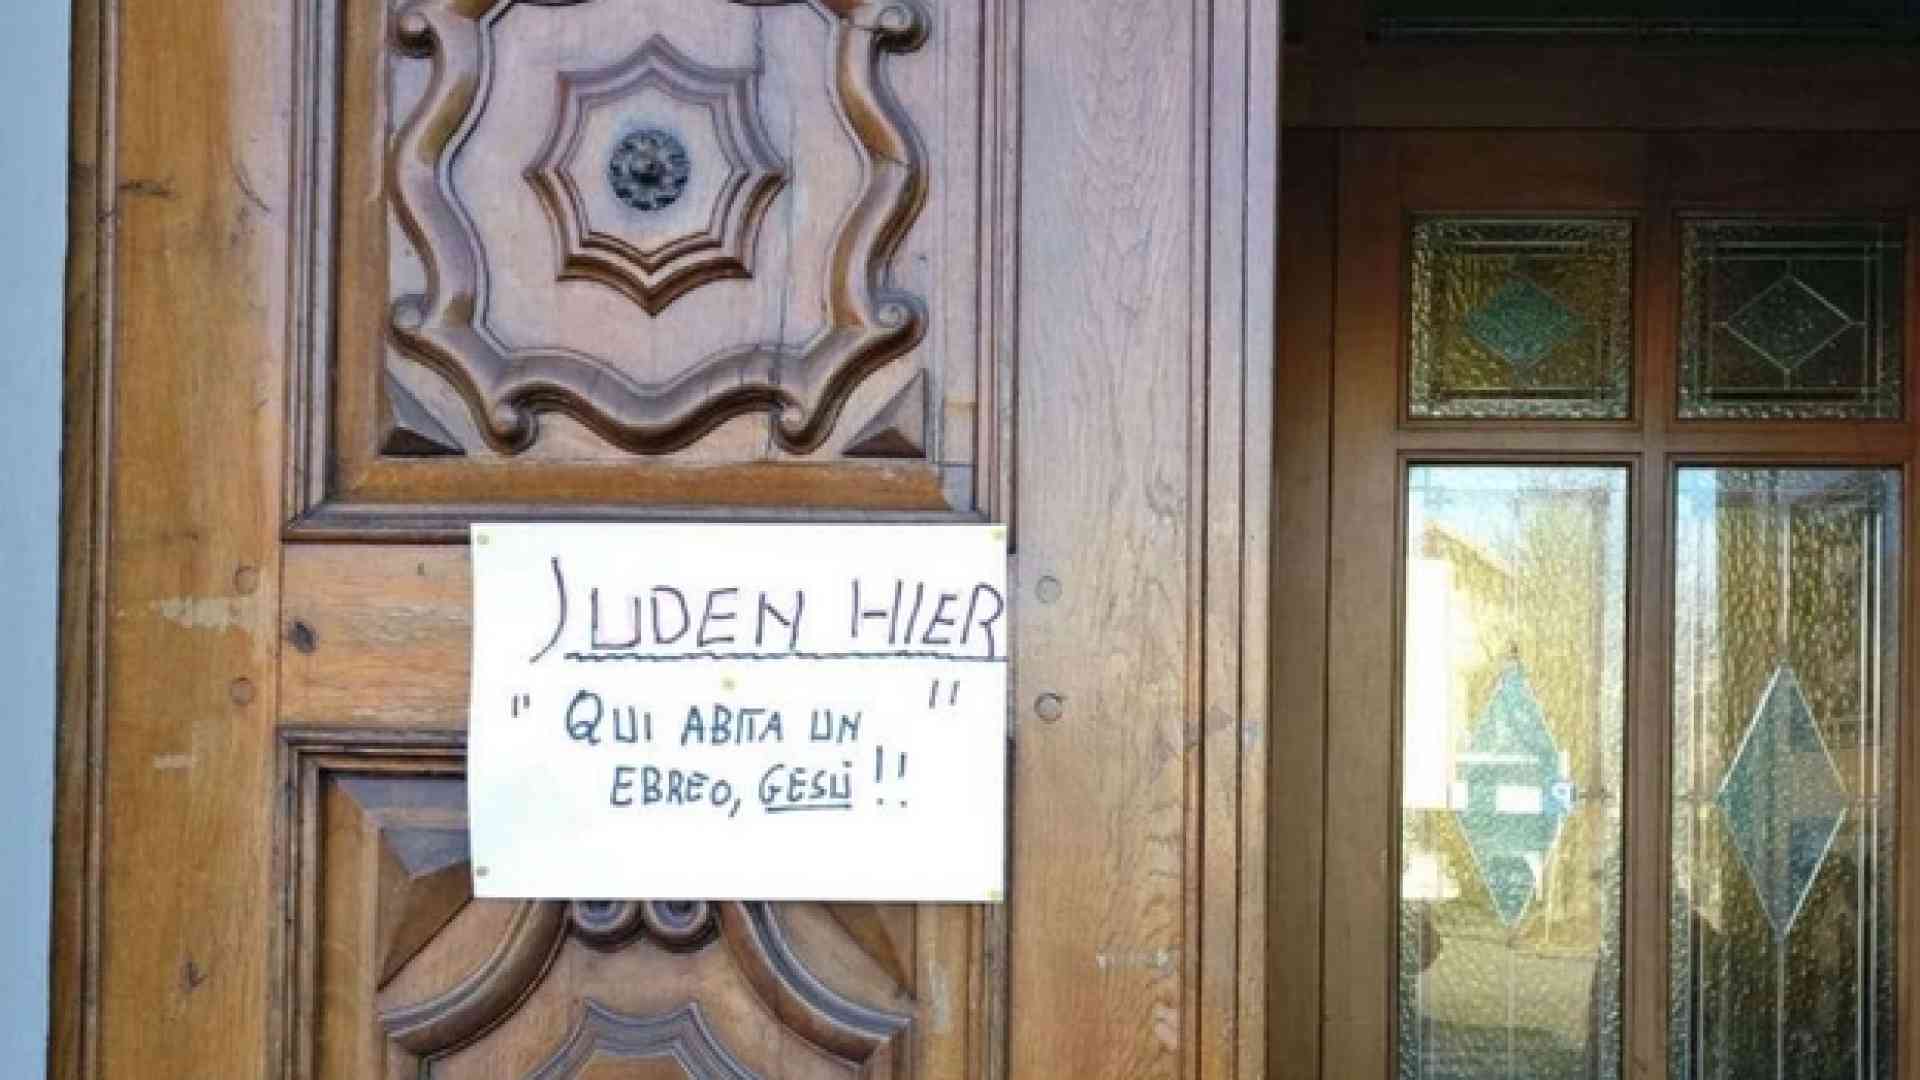 JUDEN HIER
" QUI ABITA UN "
EBREO, GESÙ!!